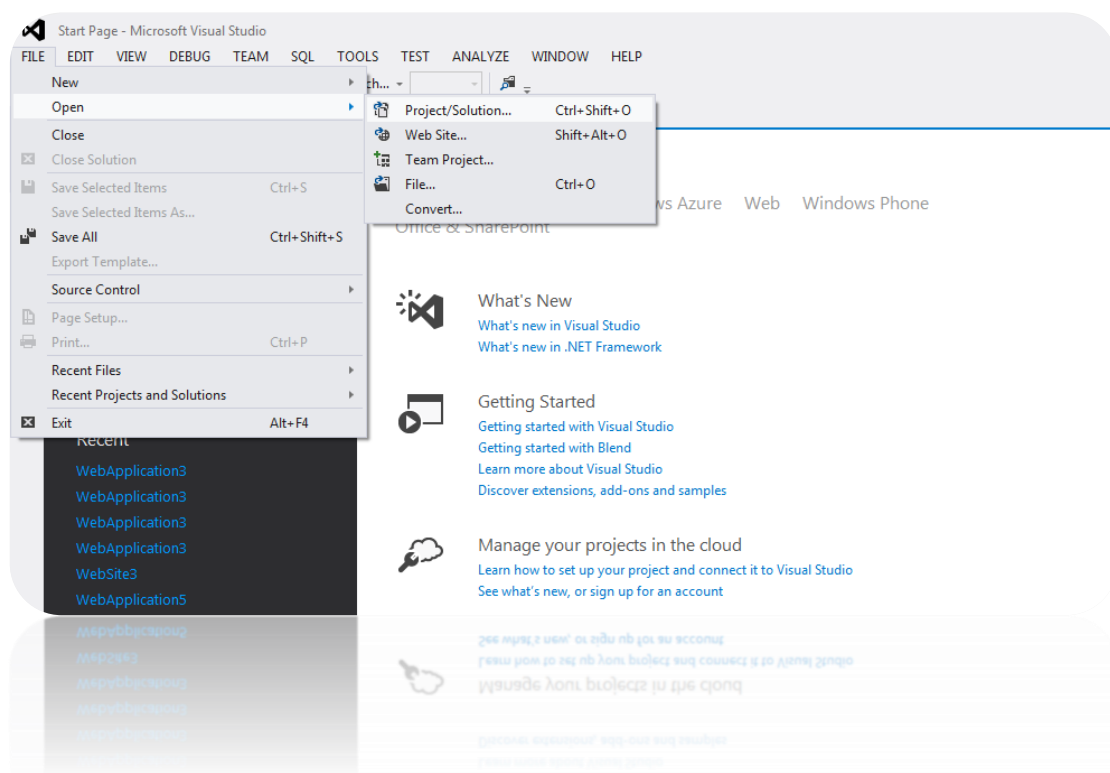 Start Page - Microsoft Visual Studio
FILE EDIT VIEW DEBUG TEAM SQL TOOLS TEST ANALYZE WINDOW HELP
New
Open
Close
Close Solution
Save Selected Items Ctrl+S
Save Selected Items As...
Save All Ctrl+Shift+S
Export Template...
Source Control
Page Setup...
Print... Ctrl+P
Recent Files
Recent Projects and Solutions
Exit Alt+F4
Project/Solution... Ctrl+Shift+O
Web Site... Shift+Alt+O
Team Project...
File... Ctrl+O
Convert...
Azure Web Windows Phone
Office & SharePoint
What's New
What's new in Visual Studio
What's new in .NET Framework
Getting Started
Getting started with Visual Studio
Getting started with Blend
Learn more about Visual Studio
Discover extensions, add-ons and samples
Manage your projects in the cloud
Learn how to set up your project and connect it to Visual Studio
See what's new, or sign up for an account
Recent
WebApplication3
WebApplication3
WebApplication3
WebApplication3
WebSite3
WebApplication5